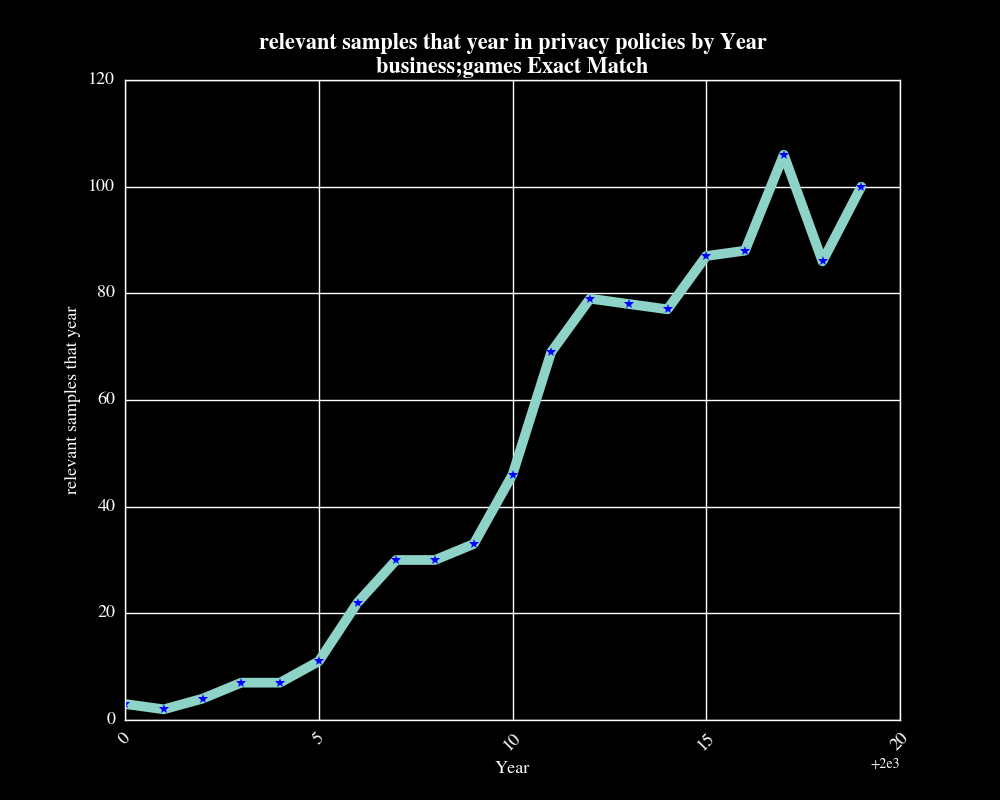 relevant samples that year in privacy policies by Year
business;games Exact Match
120
100
80
60
40
20
0
relevant samples that year
0
5
10
15
20
Year
+2e3